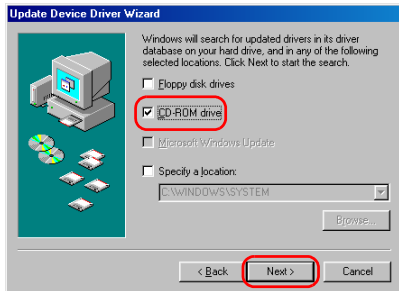 Update Device Driver Wizard
Windows will search for updated drivers in its driver
database on your hard drive, and in any of the following
selected locations. Click Next to start the search.
Floppy disk drives
CD-ROM drive
Microsoft Windows Update
Specify a location:
C:\WINDOWS\SYSTEM
Browse...
< Back Next > Cancel